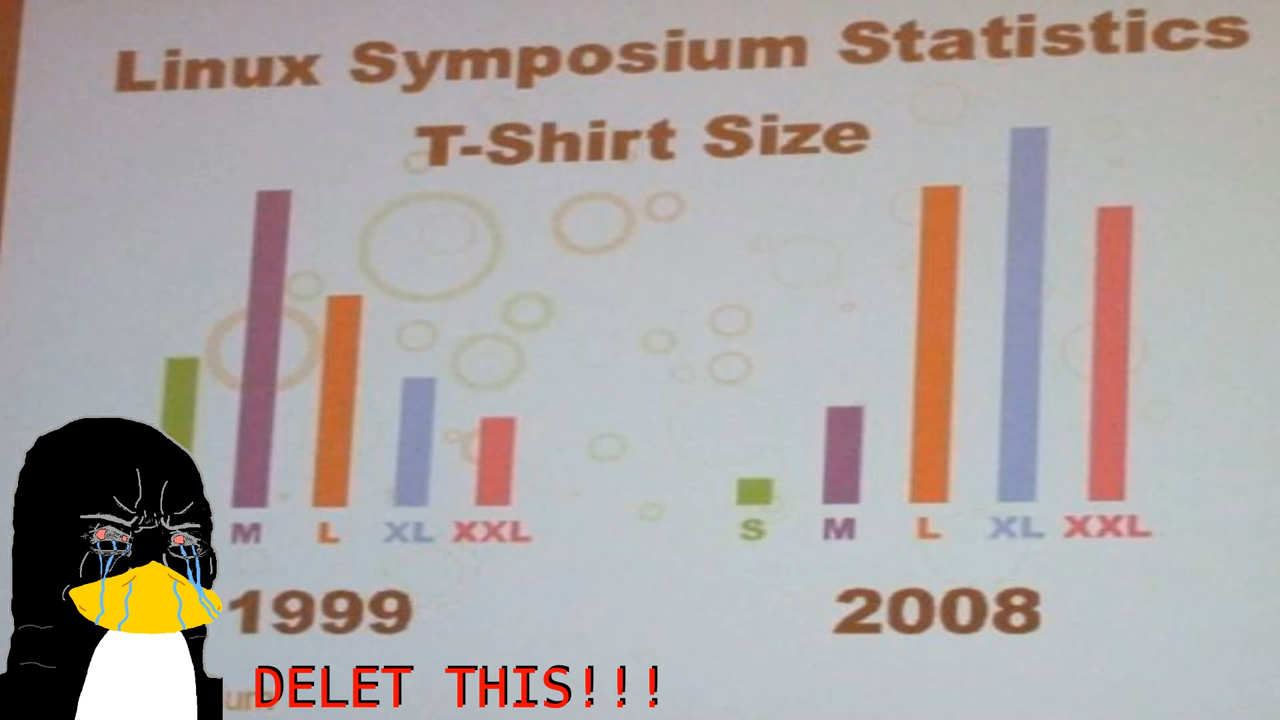 Linux Symposium Statistics
T-Shirt Size
M L XL XXL
S M L XL XXL
1999
2008
DELET THIS!!!